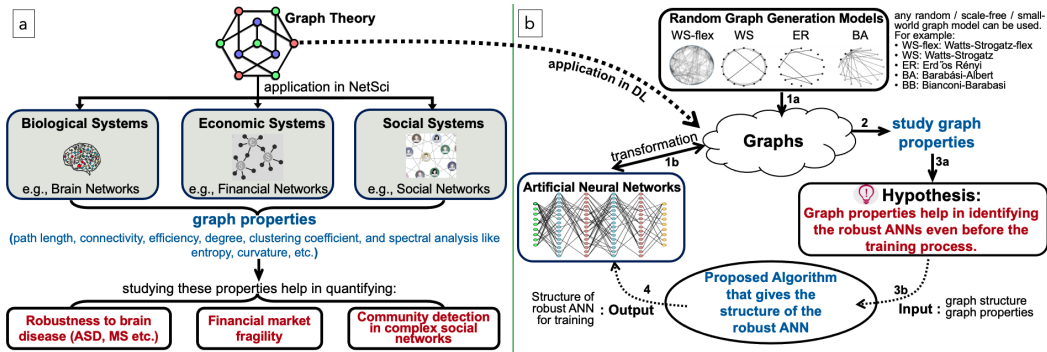 a
Graph Theory
application in NetSci
Biological Systems
e.g., Brain Networks
Economic Systems
e.g., Financial Networks
Social Systems
e.g., Social Networks
graph properties
(path length, connectivity, efficiency, degree, clustering coefficient, and spectral analysis like
entropy, curvature, etc.)
studying these properties help in quantifying:
Robustness to brain
disease (ASD, MS etc.)
Financial market
fragility
Community detection
in complex social
networks
application in DL
b
Random Graph Generation Models
WS-flex WS ER BA
any random / scale-free / small-
world graph model can be used.
For example:
• WS-flex: Watts-Strogatz-flex
• WS: Watts-Strogatz
• ER: Erd ̋os Rényi
• BA: Barabási-Albert
• BB: Bianconi-Barabasi
1a
Graphs
transformation
1b
2
study graph
properties
3a
Artificial Neural Networks
Hypothesis:
Graph properties help in identifying
the robust ANNs even before the
training process.
3b
Input : graph structure
graph properties
Proposed Algorithm
that gives the
structure of the
robust ANN
4
Structure of
robust ANN
for training
: Output